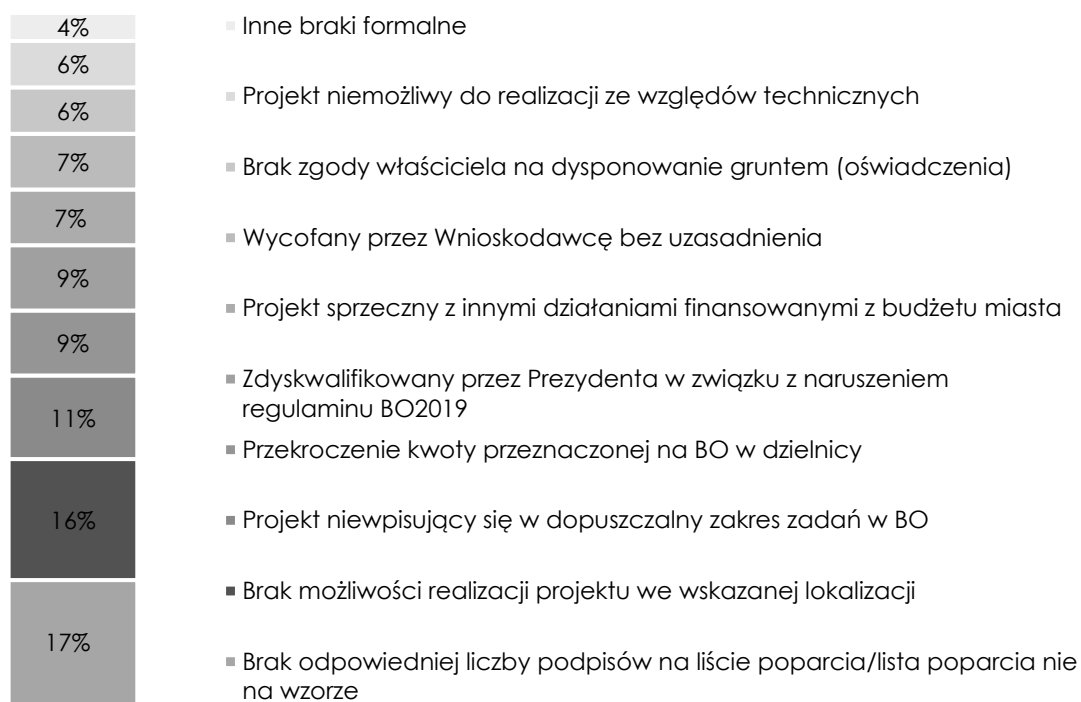 4%
6%
6%
7%
7%
9%
9%
11%
16%
17%
Inne braki formalne
Projekt niemożliwy do realizacji ze względów technicznych
Brak zgody właściciela na dysponowanie gruntem (oświadczenia)
Wycofany przez Wnioskodawcę bez uzasadnienia
Projekt sprzeczny z innymi działaniami finansowanymi z budżetu miasta
Zdyskwalifikowany przez Prezydenta w związku z naruszeniem
regulaminu BO2019
Przekroczenie kwoty przeznaczonej na BO w dzielnicy
Projekt niewpisujący się w dopuszczalny zakres zadań w BO
Brak możliwości realizacji projektu we wskazanej lokalizacji
Brak odpowiedniej liczby podpisów na liście poparcia/lista poparcia nie
na wzorze